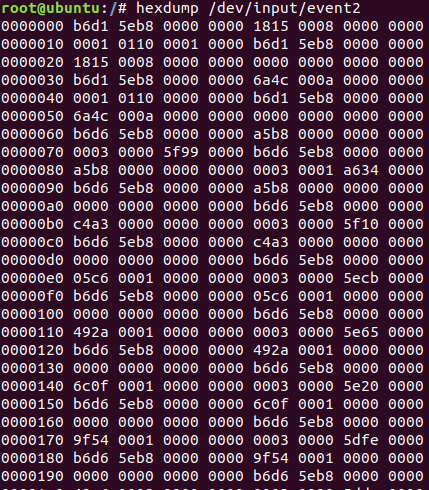 root@ubuntu:/# hexdump /dev/input/event2
0000000 b6d1 5eb8 0000 0000 1815 0008 0000 0000
0000010 0001 0110 0001 0000 b6d1 5eb8 0000 0000
0000020 1815 0008 0000 0000 0000 0000 0000 0000
0000030 b6d1 5eb8 0000 0000 6a4c 000a 0000 0000
0000040 0001 0110 0000 0000 b6d1 5eb8 0000 0000
0000050 6a4c 000a 0000 0000 0000 0000 0000 0000
0000060 b6d6 5eb8 0000 0000 a5b8 0000 0000 0000
0000070 0003 0000 5f99 0000 b6d6 5eb8 0000 0000
0000080 a5b8 0000 0000 0000 0003 0001 a634 0000
0000090 b6d6 5eb8 0000 0000 a5b8 0000 0000 0000
00000a0 0000 0000 0000 0000 b6d6 5eb8 0000 0000
00000b0 c4a3 0000 0000 0000 0003 0000 5f10 0000
00000c0 b6d6 5eb8 0000 0000 c4a3 0000 0000 0000
00000d0 0000 0000 0000 0000 b6d6 5eb8 0000 0000
00000e0 05c6 0001 0000 0000 0003 0000 5ecb 0000
00000f0 b6d6 5eb8 0000 0000 05c6 0001 0000 0000
0000100 0000 0000 0000 0000 b6d6 5eb8 0000 0000
0000110 492a 0001 0000 0000 0003 0000 5e65 0000
0000120 b6d6 5eb8 0000 0000 492a 0001 0000 0000
0000130 0000 0000 0000 0000 b6d6 5eb8 0000 0000
0000140 6c0f 0001 0000 0000 0003 0000 5e20 0000
0000150 b6d6 5eb8 0000 0000 6c0f 0001 0000 0000
0000160 0000 0000 0000 0000 b6d6 5eb8 0000 0000
0000170 9f54 0001 0000 0000 0003 0000 5dfe 0000
0000180 b6d6 5eb8 0000 0000 9f54 0001 0000 0000
0000190 0000 0000 0000 0000 b6d6 5eb8 0000 0000